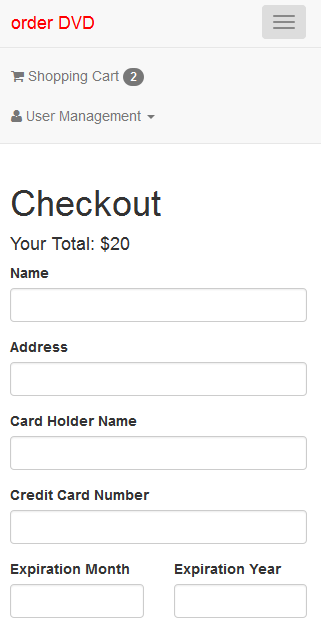 order DVD
Shopping Cart 2
User Management
Checkout
Your Total: $20
Name
Address
Card Holder Name
Credit Card Number
Expiration Month Expiration Year